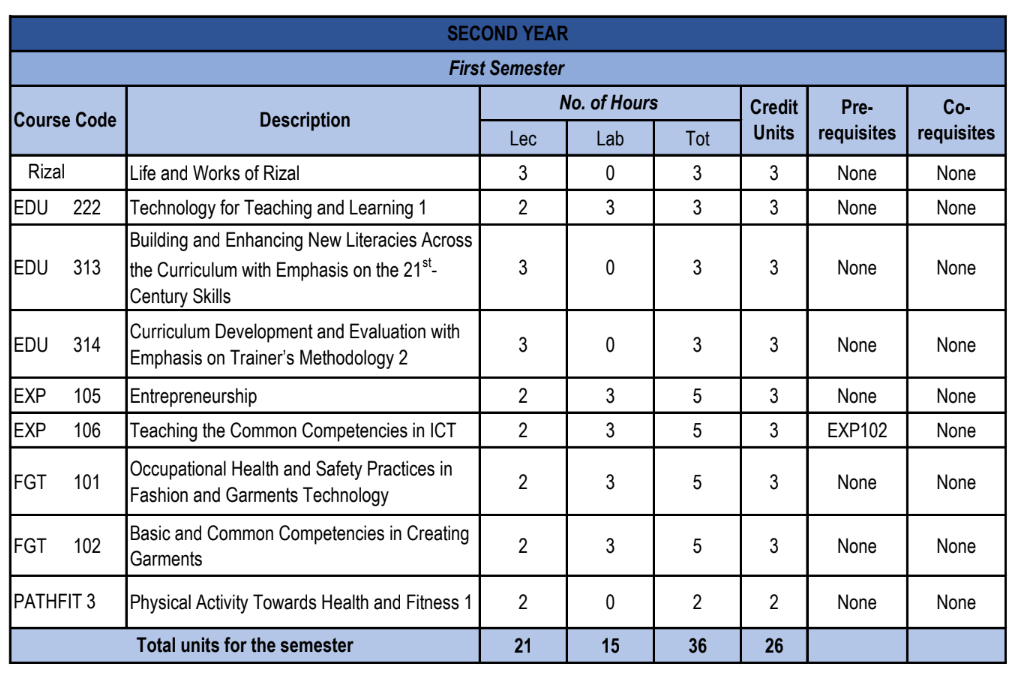 SECOND YEAR
First Semester
Course Code Description No. of Hours Credit Units Pre-requisites Co-requisites
Lec Lab Tot
Rizal Life and Works of Rizal 3 0 3 3 None None
EDU 222 Technology for Teaching and Learning 1 2 3 3 3 None None
EDU 313 Building and Enhancing New Literacies Across the Curriculum with Emphasis on the 21st-Century Skills 3 0 3 3 None None
EDU 314 Curriculum Development and Evaluation with Emphasis on Trainer's Methodology 2 3 0 3 3 None None
EXP 105 Entrepreneurship 2 3 5 3 None None
EXP 106 Teaching the Common Competencies in ICT 2 3 5 3 EXP102 None
FGT 101 Occupational Health and Safety Practices in Fashion and Garments Technology 2 3 5 3 None None
FGT 102 Basic and Common Competencies in Creating Garments 2 3 5 3 None None
PATHFIT 3 Physical Activity Towards Health and Fitness 1 2 0 2 2 None None
Total units for the semester 21 15 36 26